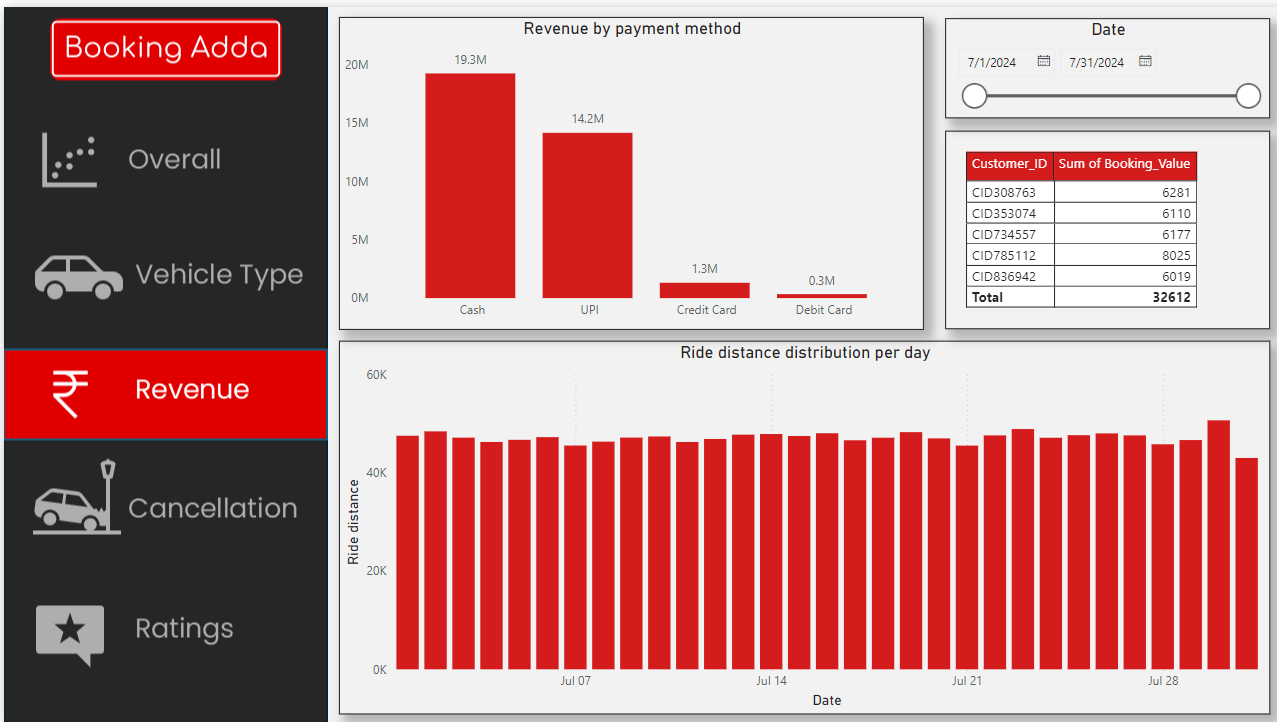 Booking Adda
Overall
Vehicle Type
₹ Revenue
Cancellation
Ratings
Revenue by payment method
20M
15M
10M
5M
0M
19.3M
14.2M
1.3M
0.3M
Cash UPI Credit Card Debit Card
Date
7/1/2024 7/31/2024
Customer_ID Sum of Booking_Value
CID308763 6281
CID353074 6110
CID734557 6177
CID785112 8025
CID836942 6019
Total 32612
Ride distance distribution per day
Ride distance
60K
40K
20K
0K
Jul 07 Jul 14 Jul 21 Jul 28
Date